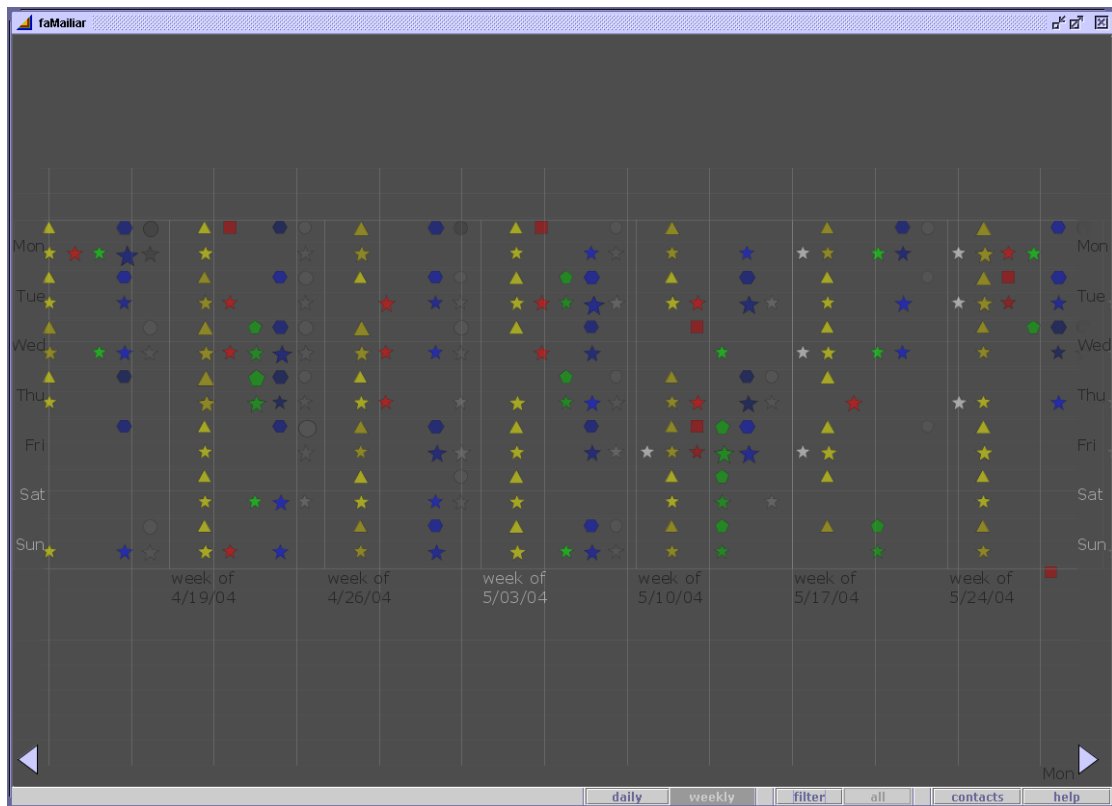 faMailiar
Mon Mon
Tue Tue
Wed Wed
Thu Thu
Fri Fri
Sat Sat
Sun Sun
week of week of week of week of week of week of
4/19/04 4/26/04 5/03/04 5/10/04 5/17/04 5/24/04
Mon
daily weekly filter all contacts help